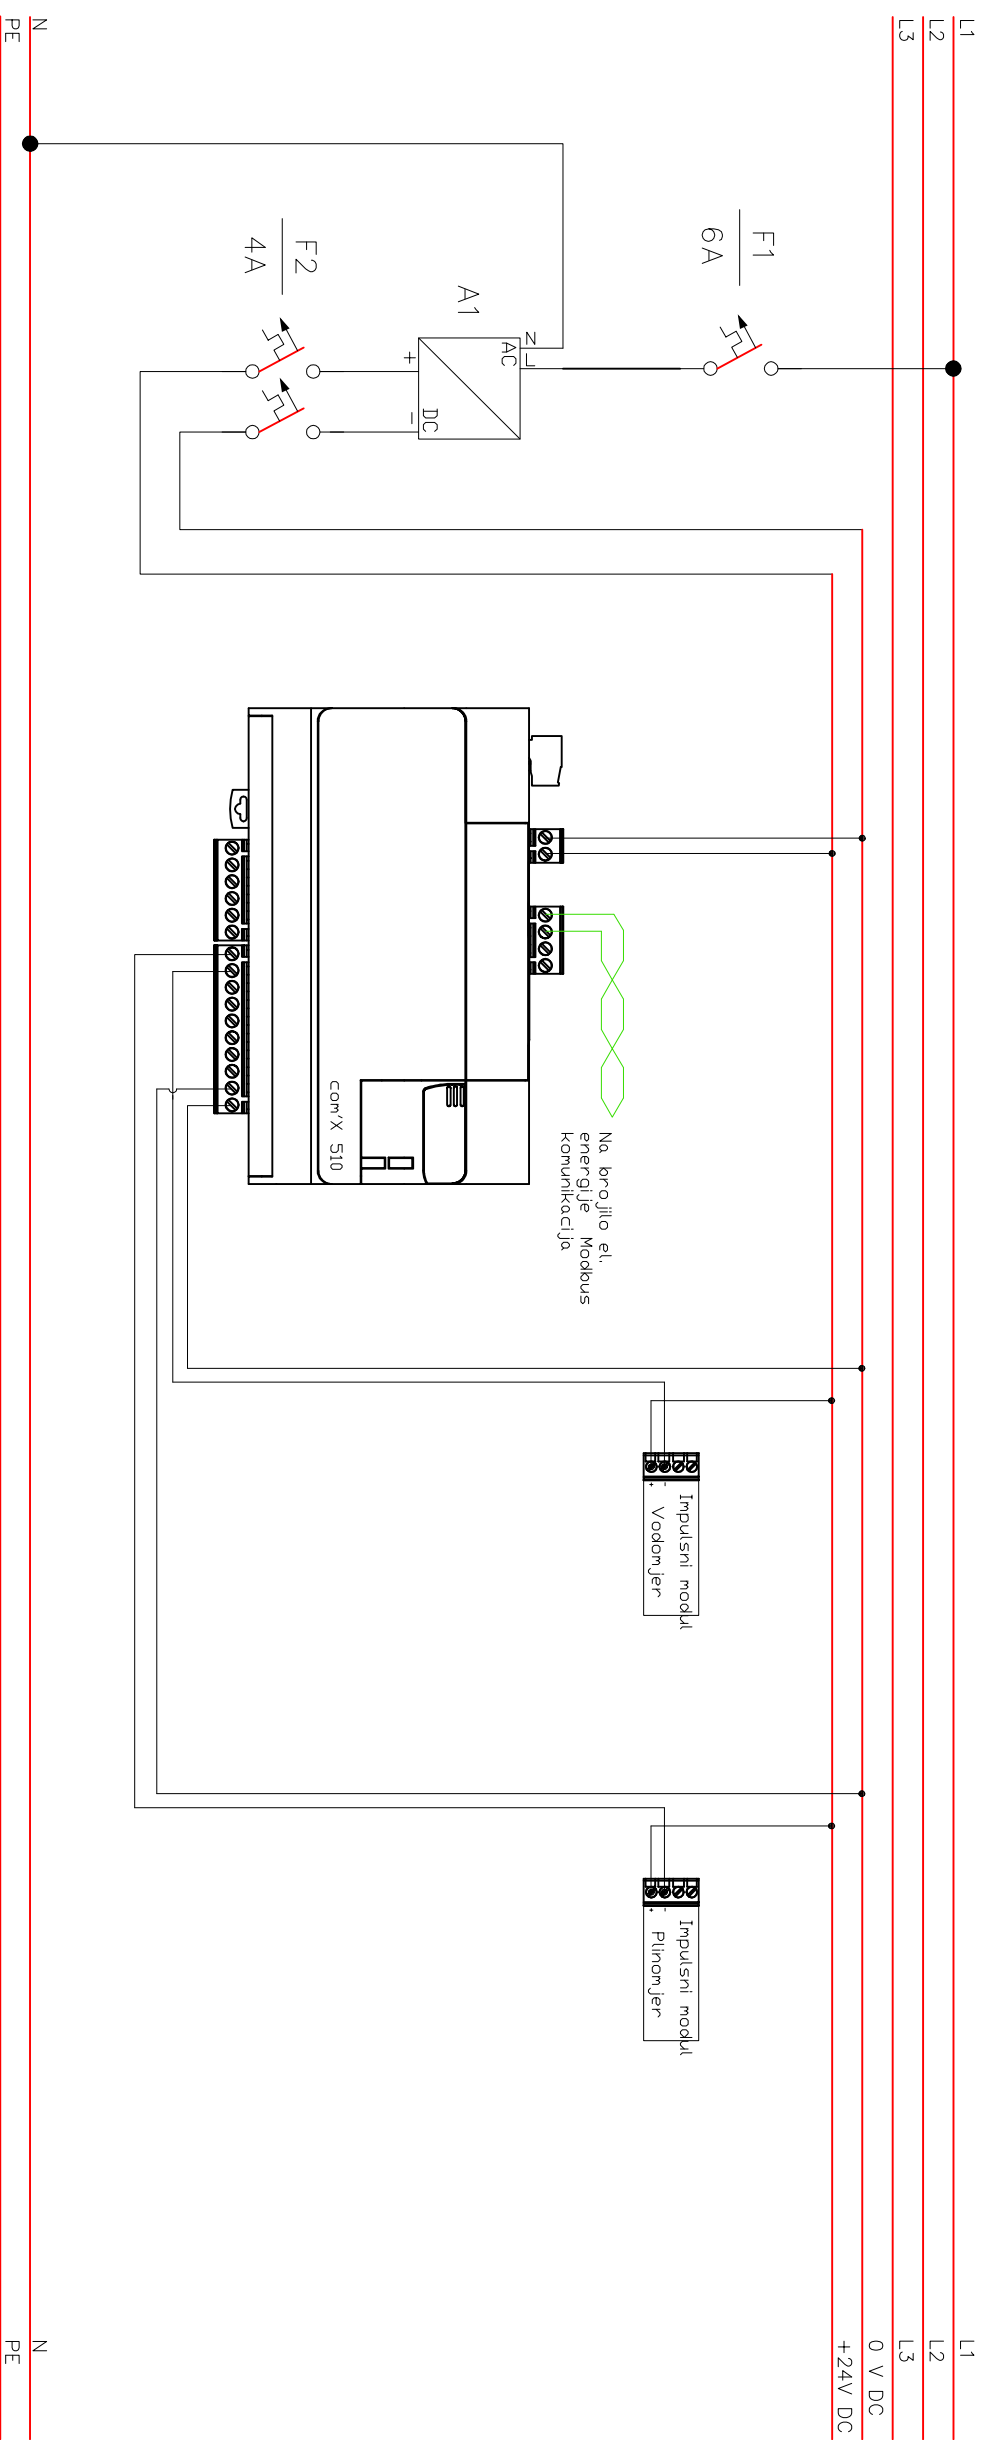 L1
L2
L3
F1
6A
A1
N
L
AC
DC
+
−
F2
4A
N
PE
Na brojilo el.
energije Modbus
komunikacija
com'X 510
Impulsni modul
Vodomjer
+
-
Impulsni modul
Plinomjer
+
-
L1
L2
L3
0 V DC
+24V DC
N
PE